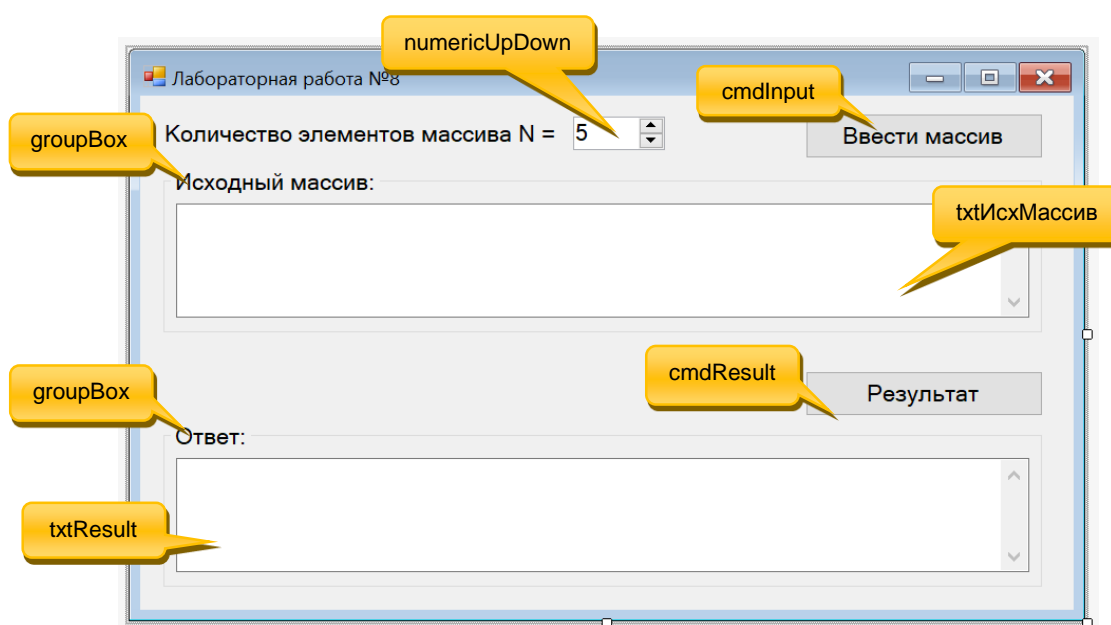 numericUpDown
Лабораторная работа №8
cmdInput
groupBox
Количество элементов массива N =
5
Ввести массив
Исходный массив:
txtИсхМассив
cmdResult
groupBox
Результат
Ответ:
txtResult